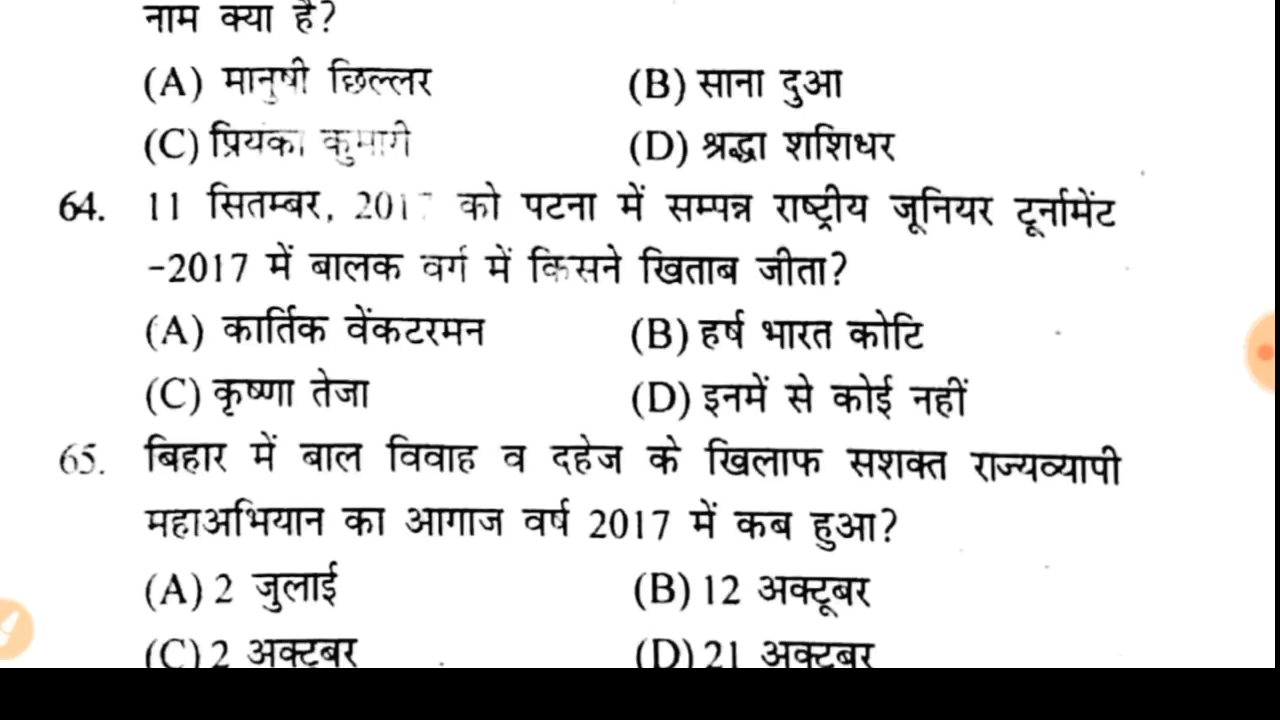 नाम क्या है?
(A) मानुषी छिल्लर (B) साना दुआ
(C) प्रियंका कुमारी (D) श्रद्धा शशिधर
64. 11 सितम्बर, 2017 को पटना में सम्पन्न राष्ट्रीय जूनियर टूर्नामेंट
-2017 में बालक वर्ग में किसने खिताब जीता?
(A) कार्तिक वेंकटरमन (B) हर्ष भारत कोटि
(C) कृष्णा तेजा (D) इनमें से कोई नहीं
65. बिहार में बाल विवाह व दहेज के खिलाफ सशक्त राज्यव्यापी
महाअभियान का आगाज वर्ष 2017 में कब हुआ?
(A) 2 जुलाई (B) 12 अक्टूबर
(C) 2 अक्टूबर (D) 21 अक्टूबर